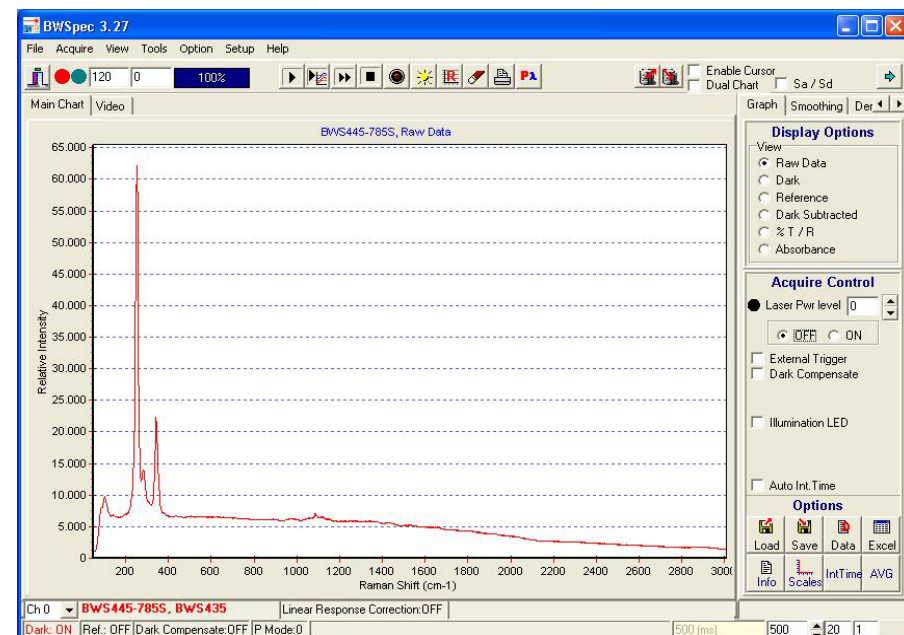 BWSpec 3.27
File Acquire View Tools Option Setup Help
120 0 100% Pλ Enable Cursor
Dual Chart Sa / Sd
Main Chart Video Graph Smoothing Der
BWS445-785S, Raw Data
65.000
60.000
55.000
50.000
45.000
40.000
35.000
30.000
25.000
20.000
15.000
10.000
5.000
0
Relative Intensity
200 400 600 800 1000 1200 1400 1600 1800 2000 2200 2400 2600 2800 300
Raman Shift (cm-1)
Display Options
View
Raw Data
Dark
Reference
Dark Subtracted
% T / R
Absorbance
Acquire Control
Laser Pwr level 0
OFF ON
External Trigger
Dark Compensate
Illumination LED
Auto Int.Time
Options
Load Save Data Excel
Info Scales IntTime AVG
Ch 0 BWS445-785S, BWS435 Linear Response Correction:OFF
Dark: ON Ref.: OFF Dark Compensate:OFF P Mode:0 500 (ms) 500 20 1